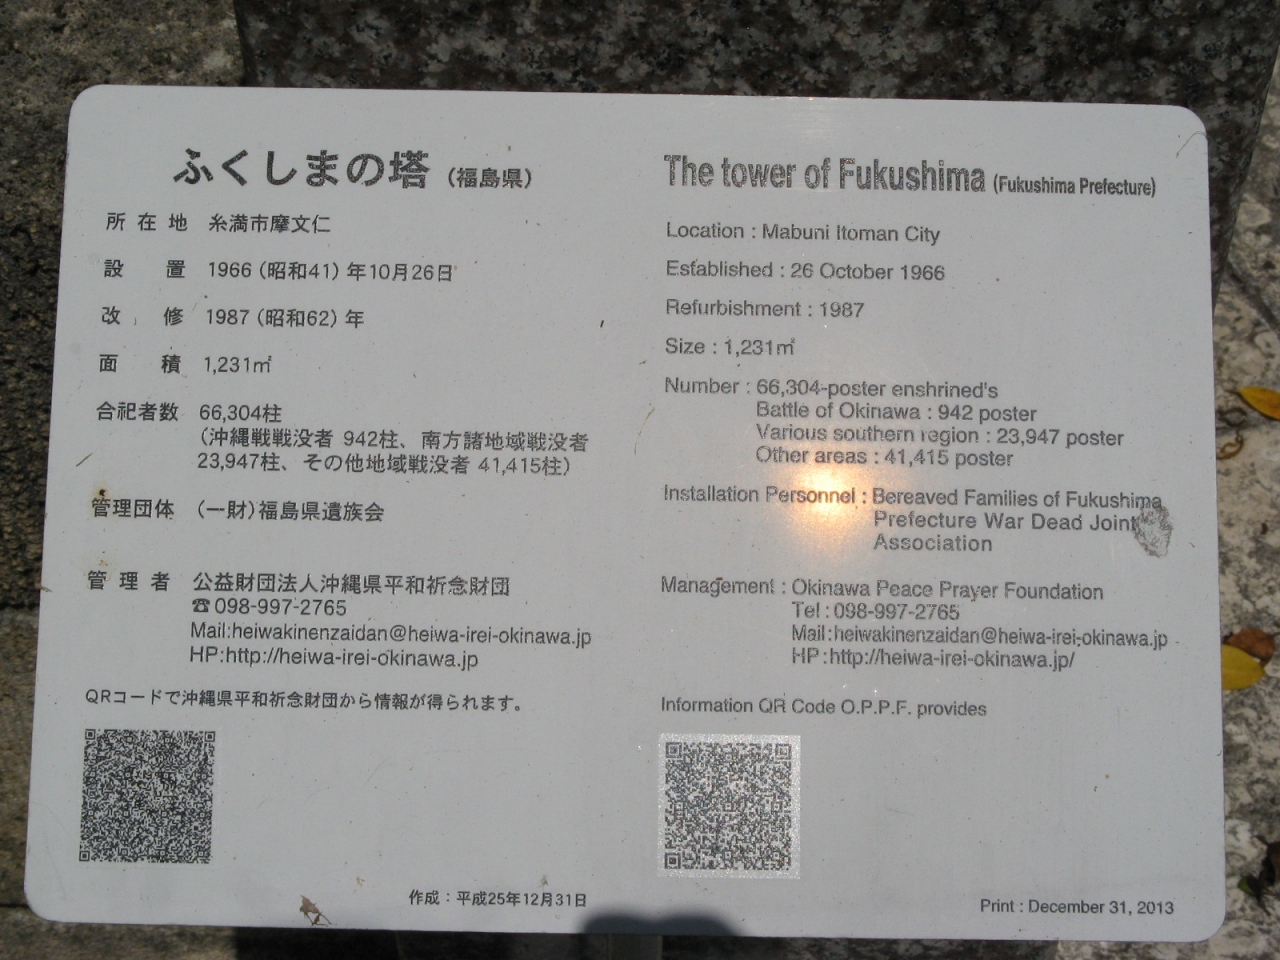 ふくしまの塔（福島県）
所在地　糸満市摩文仁
設　置　1966（昭和41）年10月26日
改　修　1987（昭和62）年
面　積　1,231㎡
合祀者数　66,304柱
（沖縄戦戦没者 942柱、南方諸地域戦没者
23,947柱、その他地域戦没者 41,415柱）
管理団体　（一財）福島県遺族会
管理者　公益財団法人沖縄県平和祈念財団
☎098-997-2765
Mail:heiwakinenzaidan@heiwa-irei-okinawa.jp
HP:http://heiwa-irei-okinawa.jp
QRコードで沖縄県平和祈念財団から情報が得られます。
作成：平成25年12月31日
The tower of Fukushima (Fukushima Prefecture)
Location : Mabuni Itoman City
Established : 26 October 1966
Refurbishment : 1987
Size : 1,231㎡
Number : 66,304-poster enshrined's
Battle of Okinawa : 942 poster
Various southern region : 23,947 poster
Other areas : 41,415 poster
Installation Personnel : Bereaved Families of Fukushima
Prefecture War Dead Joint
Association
Management : Okinawa Peace Prayer Foundation
Tel : 098-997-2765
Mail:heiwakinenzaidan@heiwa-irei-okinawa.jp
HP:http://heiwa-irei-okinawa.jp/
Information QR Code O.P.P.F. provides
Print : December 31, 2013